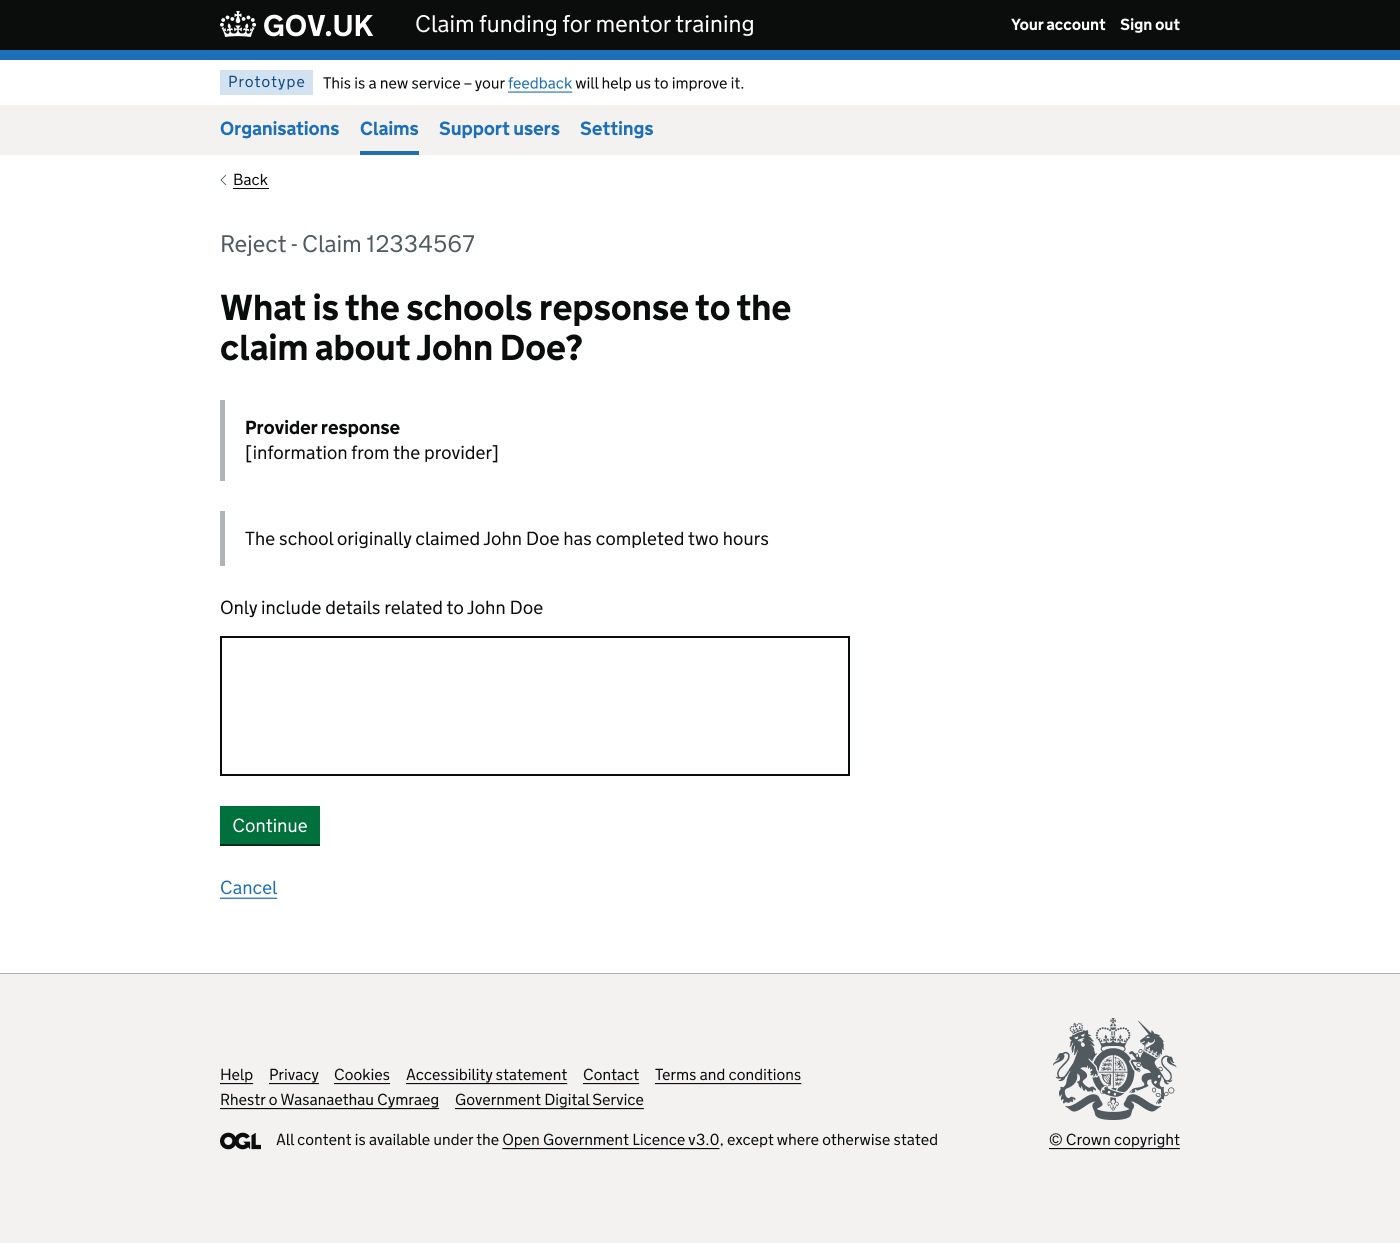 GOV.UK Claim funding for mentor training Your account Sign out
Prototype This is a new service – your feedback will help us to improve it.
Organisations Claims Support users Settings
Back
Reject - Claim 12334567
What is the schools repsonse to the
claim about John Doe?
Provider response
[information from the provider]
The school originally claimed John Doe has completed two hours
Only include details related to John Doe
Continue
Cancel
Help Privacy Cookies Accessibility statement Contact Terms and conditions
Rhestr o Wasanaethau Cymraeg Government Digital Service
OGL All content is available under the Open Government Licence v3.0, except where otherwise stated
© Crown copyright